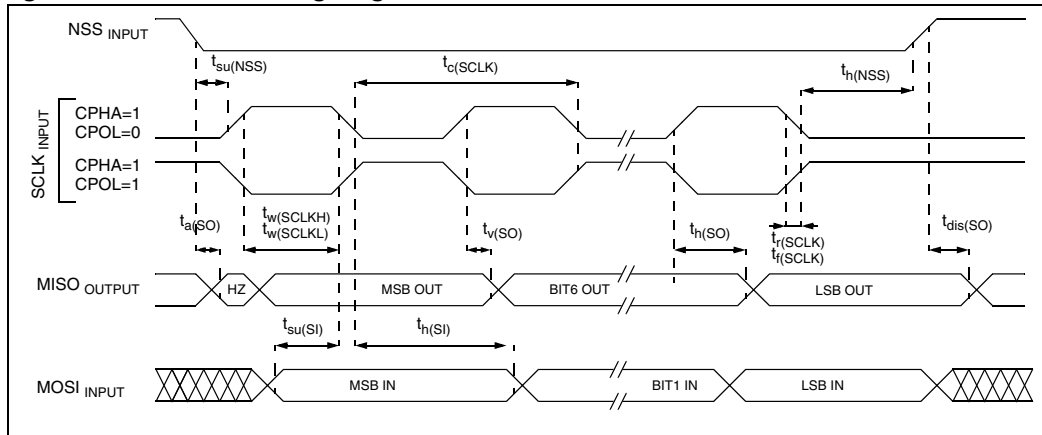 NSS INPUT
tsu(NSS)
tc(SCLK)
th(NSS)
SCLK INPUT
CPHA=1
CPOL=0
CPHA=1
CPOL=1
ta(SO)
tw(SCLKH)
tw(SCLKL)
tv(SO)
th(SO)
tr(SCLK)
tf(SCLK)
tdis(SO)
MISO OUTPUT
HZ
MSB OUT
BIT6 OUT
LSB OUT
tsu(SI)
th(SI)
MOSI INPUT
MSB IN
BIT1 IN
LSB IN